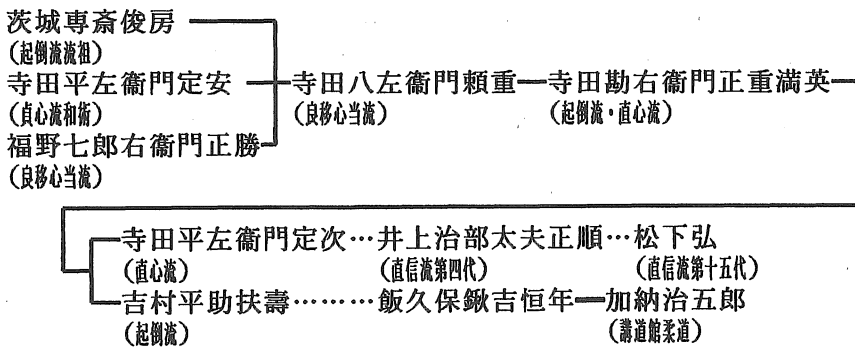 茨城専斎俊房
(起倒流流祖)
寺田平左衞門定安 寺田八左衞門頼重 寺田勘右衞門正重満英
(貞心流和術) (良移心当流) (起倒流・直心流)
福野七郎右衞門正勝
(良移心当流)
寺田平左衞門定次…井上治部太夫正順…松下弘
(直心流) (直信流第四代) (直信流第十五代)
吉村平助扶壽………飯久保鍬吉恒年 加納治五郎
(起倒流) (講道館柔道)